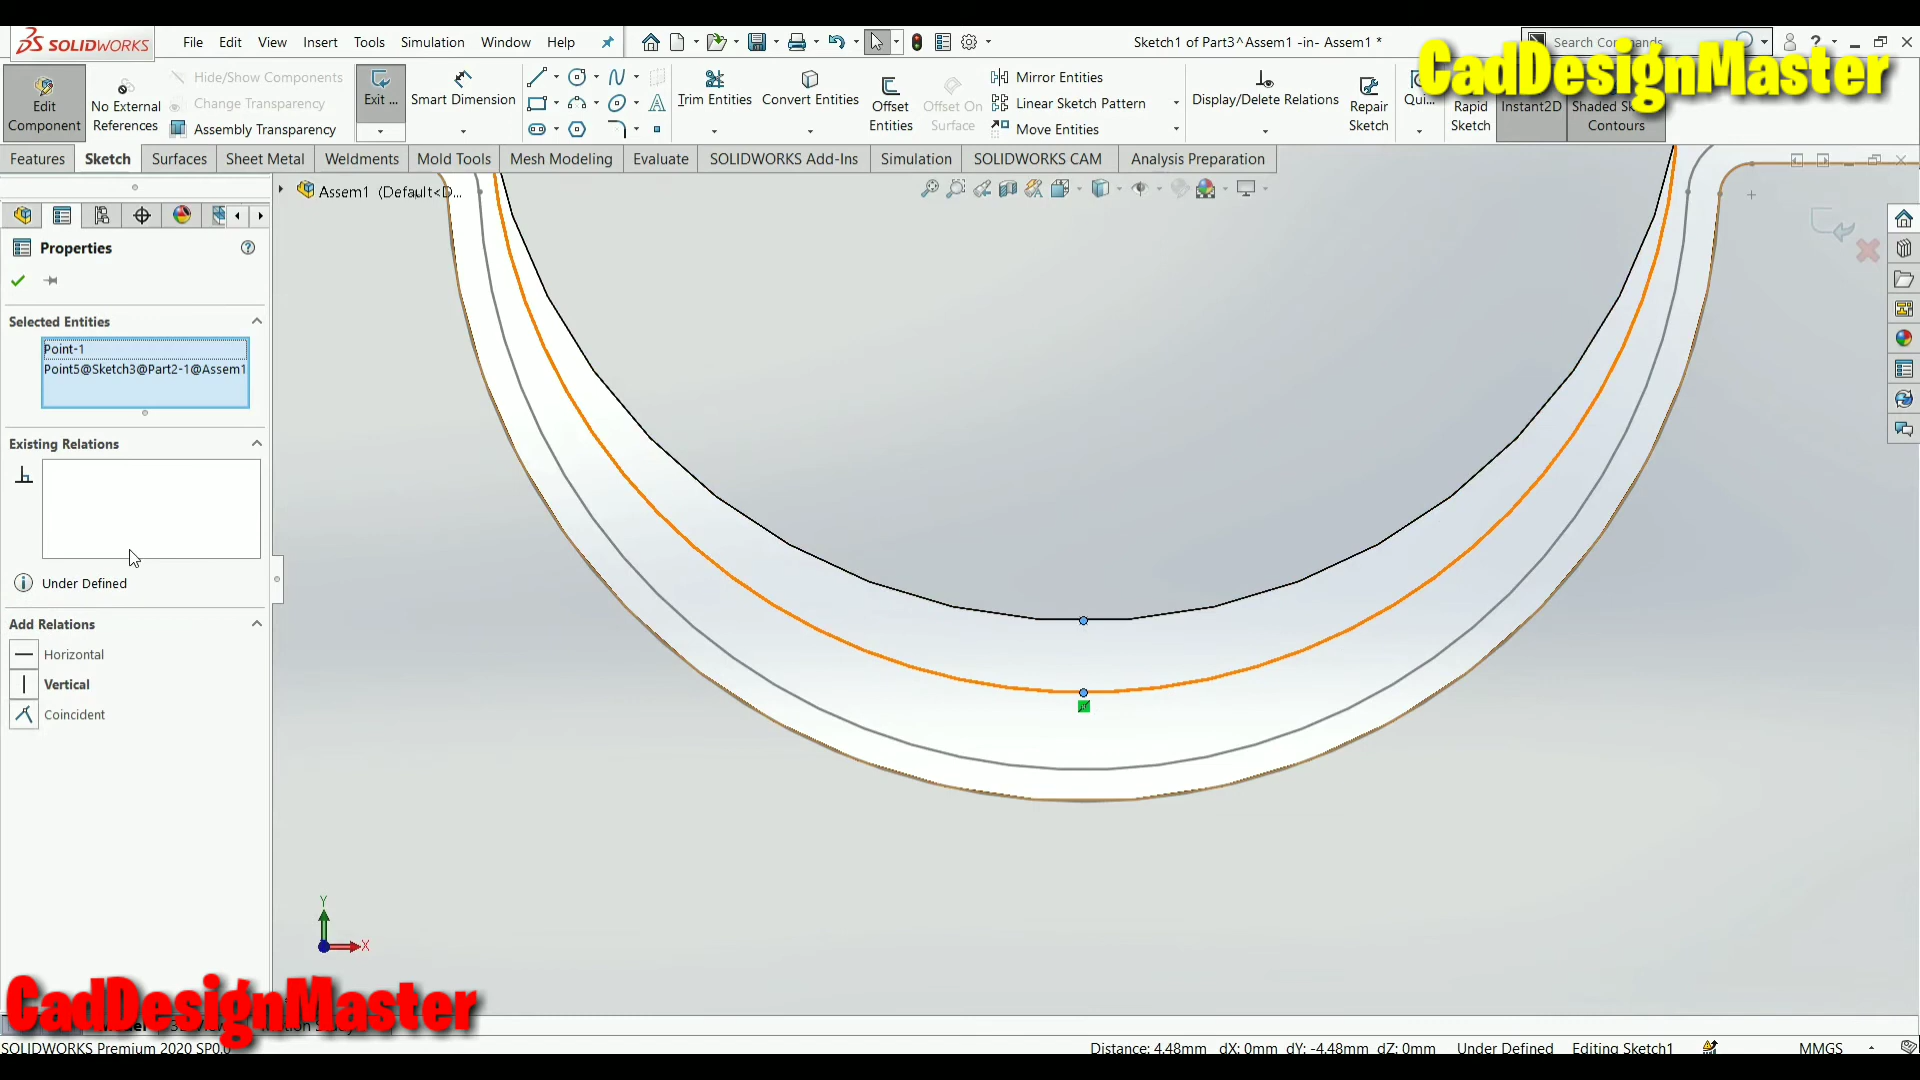 SOLIDWORKS
File Edit View Insert Tools Simulation Window Help
Sketch1 of Part3^Assem1 -in- Assem1 *
Search Commands
CadDesignMaster
Edit Component
No External References
Hide/Show Components
Change Transparency
Assembly Transparency
Exit ...
Smart Dimension
Trim Entities
Convert Entities
Offset Entities
Offset On Surface
Mirror Entities
Linear Sketch Pattern
Move Entities
Display/Delete Relations
Repair Sketch
Qui...
Rapid Sketch
Instant2D
Contours
Features Sketch Surfaces Sheet Metal Weldments Mold Tools Mesh Modeling Evaluate SOLIDWORKS Add-Ins Simulation SOLIDWORKS CAM Analysis Preparation
Assem1 (Default<D...
Properties
Selected Entities
Point-1
Point5@Sketch3@Part2-1@Assem1
Existing Relations
Under Defined
Add Relations
Horizontal
Vertical
Coincident
Y
X
CadDesignMaster
SOLIDWORKS Premium 2020 SP0.0
Distance: 4.48mm dX: 0mm dY: -4.48mm dZ: 0mm Under Defined Editing Sketch1 MMGS